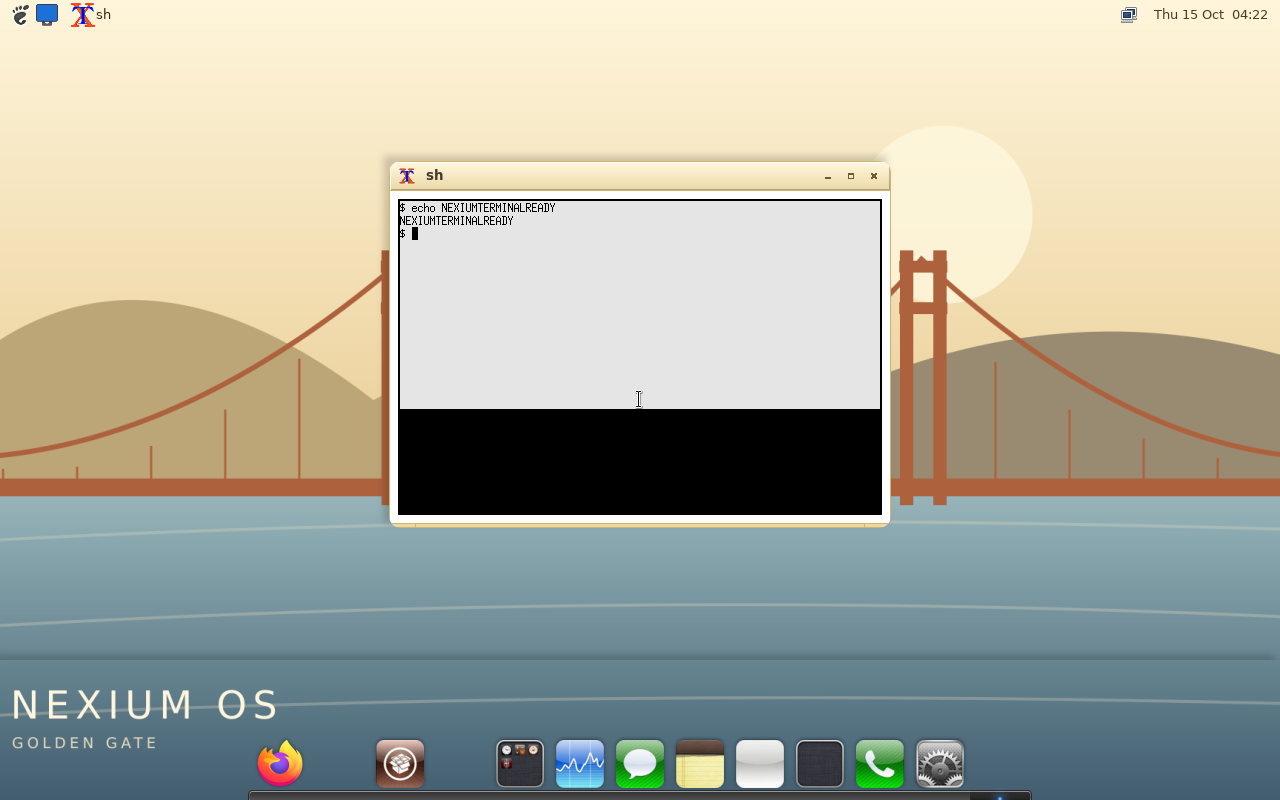 sh
Thu 15 Oct 04:22
sh
$ echo NEXIUMTERMINALREADY
NEXIUMTERMINALREADY
$
NEXIUM OS
GOLDEN GATE